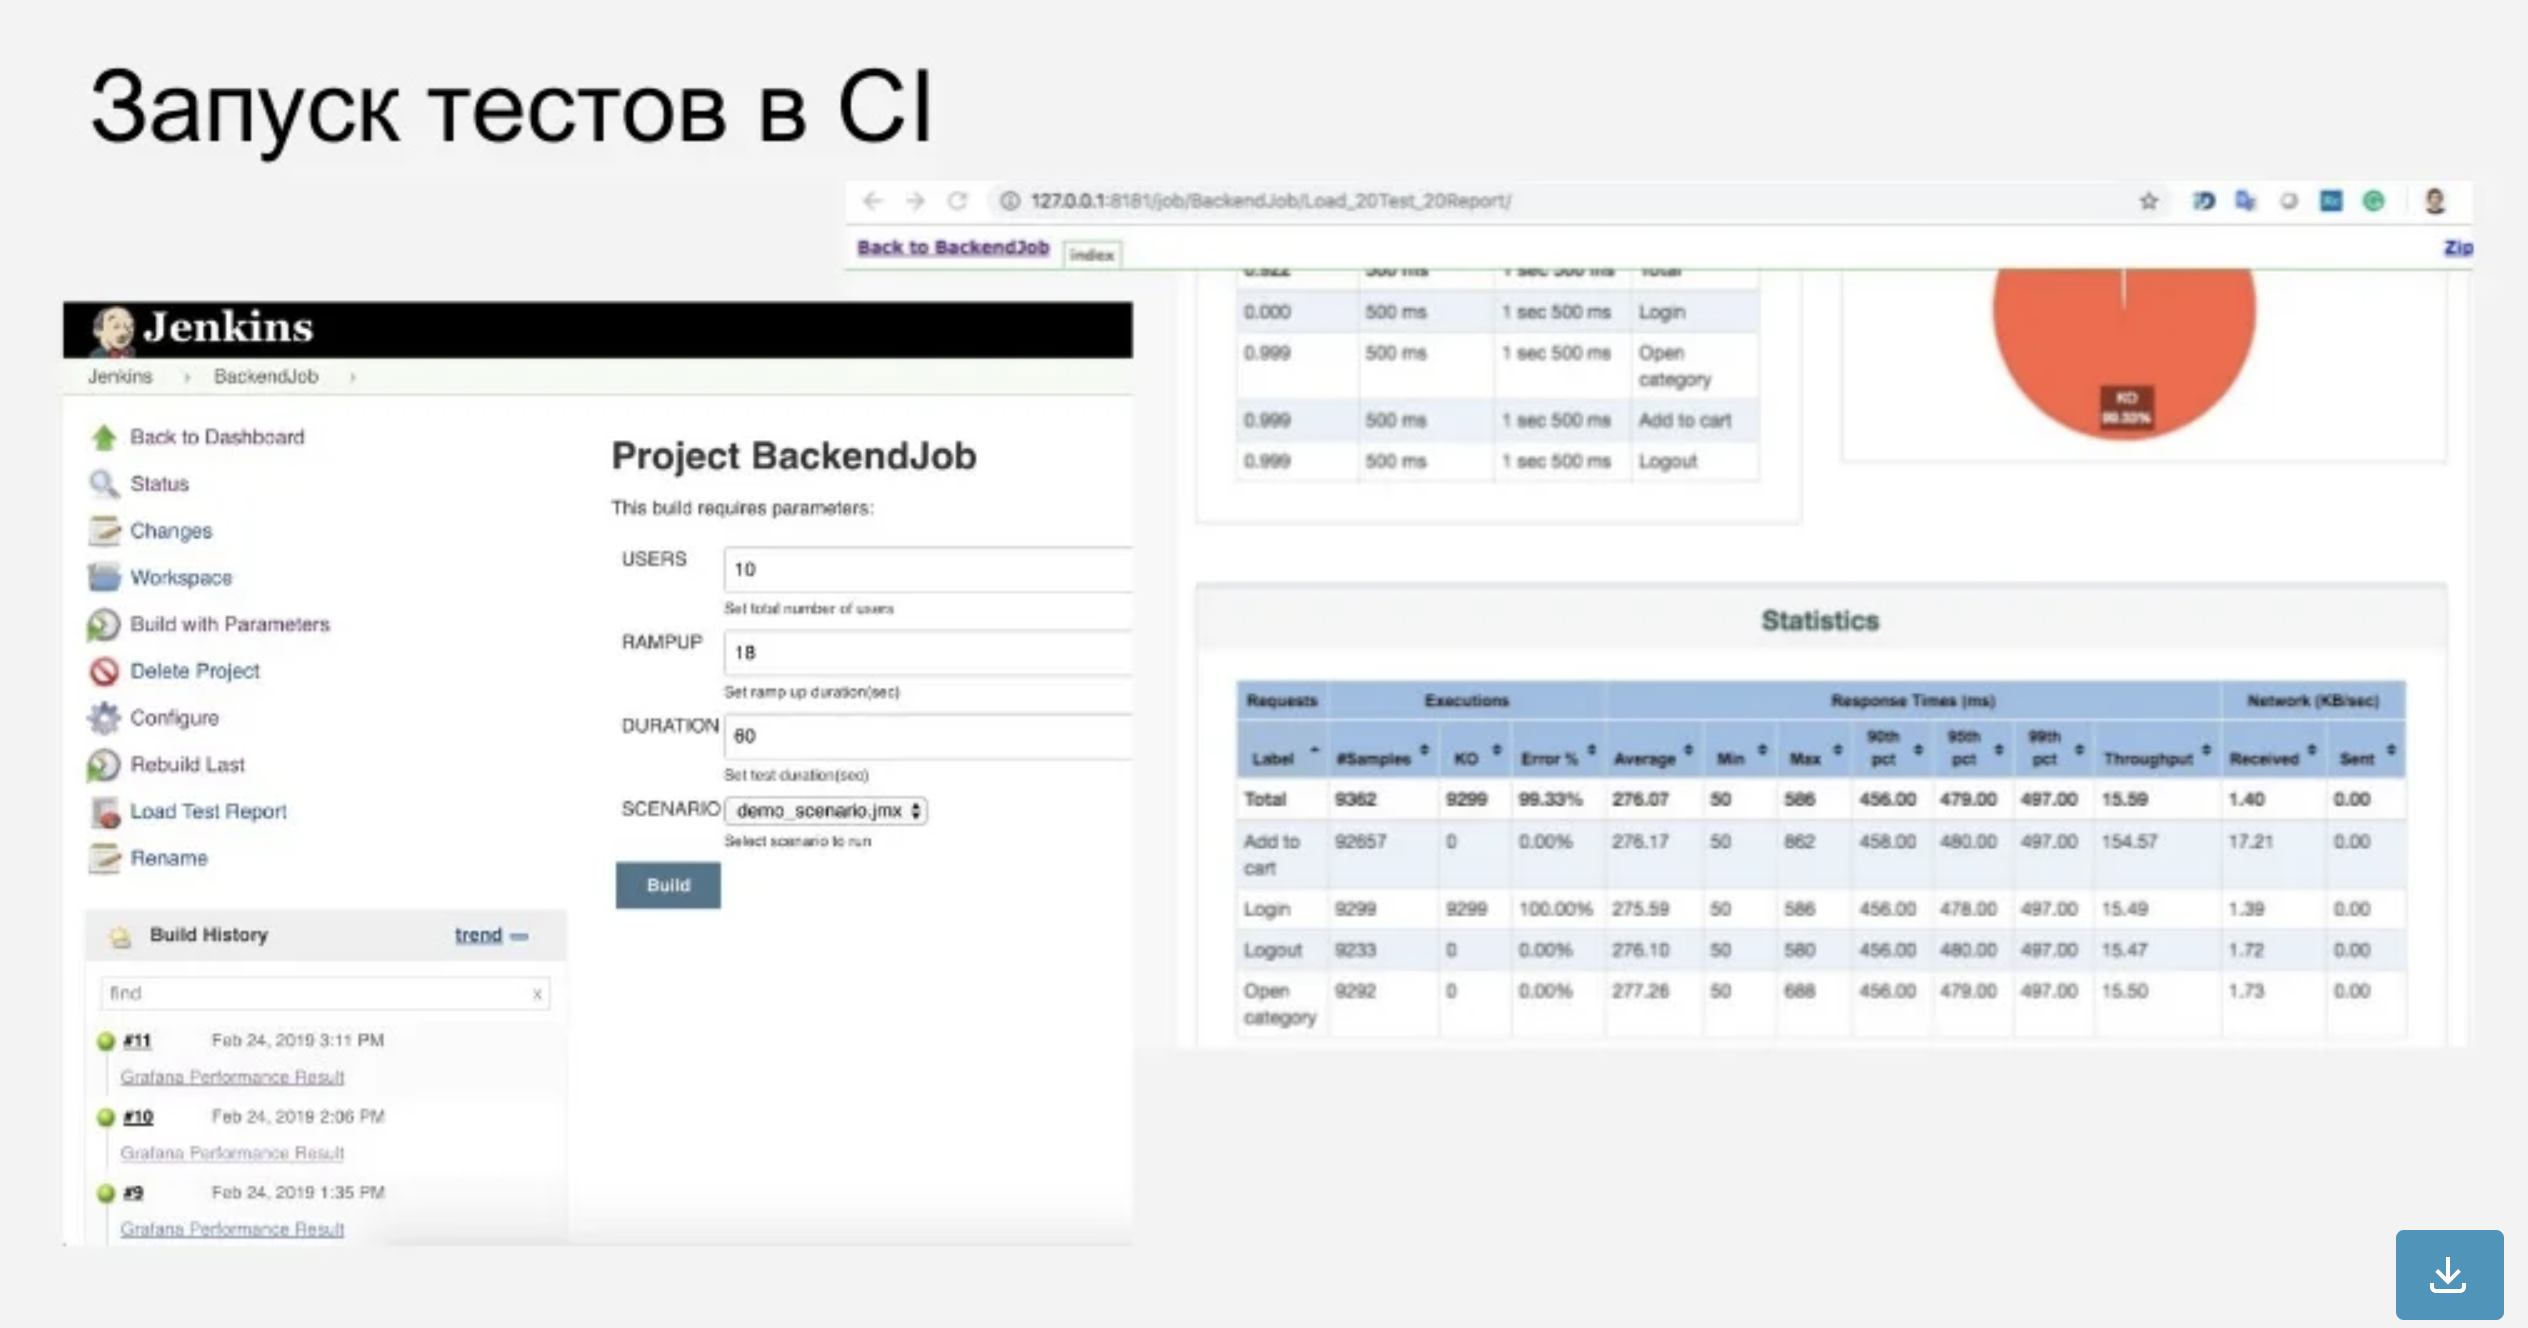 Запуск тестов в CI
127.0.0.1:8181/job/BackendJob/Load_20Test_20Report/
Back to BackendJob index Zip
0.922 500 ms 1 sec 500 ms Total
0.000 500 ms 1 sec 500 ms Login
0.999 500 ms 1 sec 500 ms Open
category
0.999 500 ms 1 sec 500 ms Add to cart
0.999 500 ms 1 sec 500 ms Logout
KO
99.33%
Statistics
Requests Executions Response Times (ms) Network (KB/sec)
Label #Samples KO Error % Average Min Max 90th pct 95th pct 99th pct Throughput Received Sent
Total 9362 9299 99.33% 276.07 50 586 456.00 479.00 497.00 15.59 1.40 0.00
Add to cart 92657 0 0.00% 276.17 50 862 458.00 480.00 497.00 154.57 17.21 0.00
Login 9299 9299 100.00% 275.59 50 586 456.00 478.00 497.00 15.49 1.39 0.00
Logout 9233 0 0.00% 276.10 50 580 456.00 480.00 497.00 15.47 1.72 0.00
Open category 9292 0 0.00% 277.26 50 688 456.00 479.00 497.00 15.50 1.73 0.00
Jenkins
Jenkins › BackendJob ›
Back to Dashboard
Status
Changes
Workspace
Build with Parameters
Delete Project
Configure
Rebuild Last
Load Test Report
Rename
Build History trend
find x
#11 Feb 24, 2019 3:11 PM
Grafana Performance Result
#10 Feb 24, 2019 2:06 PM
Grafana Performance Result
#9 Feb 24, 2019 1:35 PM
Grafana Performance Result
Project BackendJob
This build requires parameters:
USERS 10
Set total number of users
RAMPUP 18
Set ramp up duration(sec)
DURATION 60
Set test duration(sec)
SCENARIO demo_scenario.jmx
Select scenario to run
Build